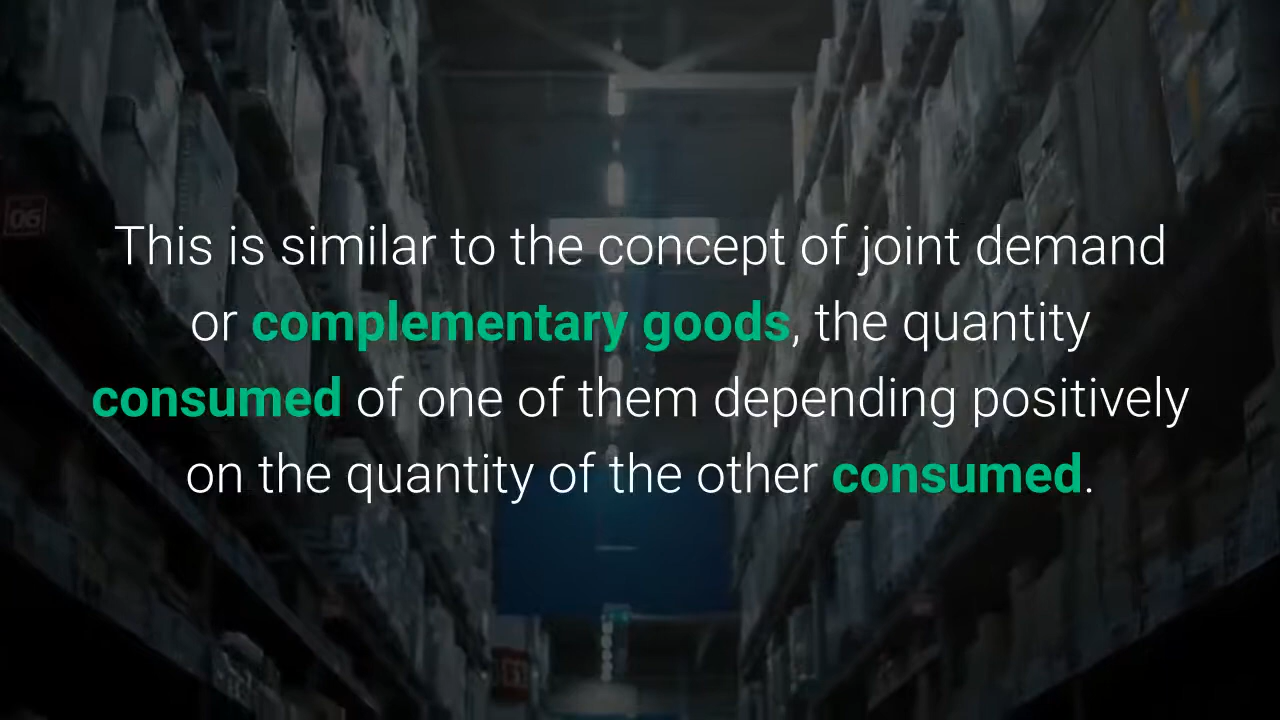 This is similar to the concept of joint demand
or complementary goods, the quantity
consumed of one of them depending positively
on the quantity of the other consumed.
06